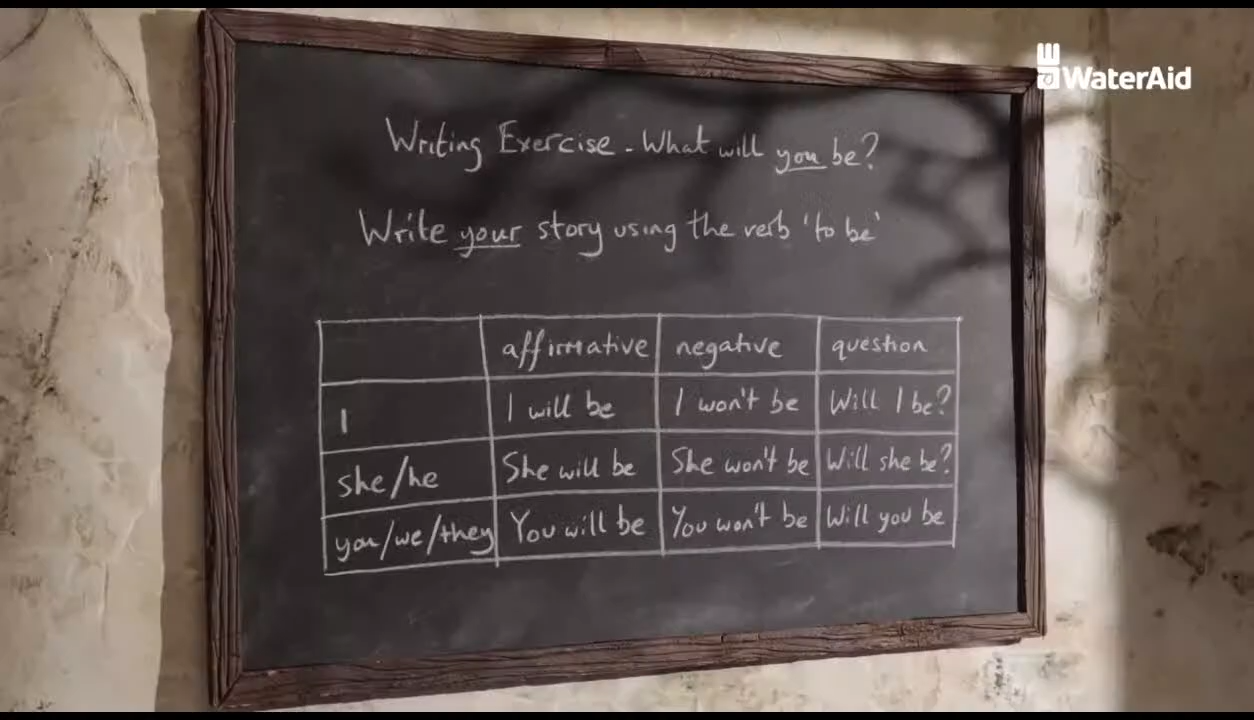 WaterAid
Writing Exercise - What will you be?
Write your story using the verb 'to be'
affirmative negative question
I I will be I won't be Will I be?
she/he She will be She won't be Will she be?
you/we/they You will be You won't be Will you be